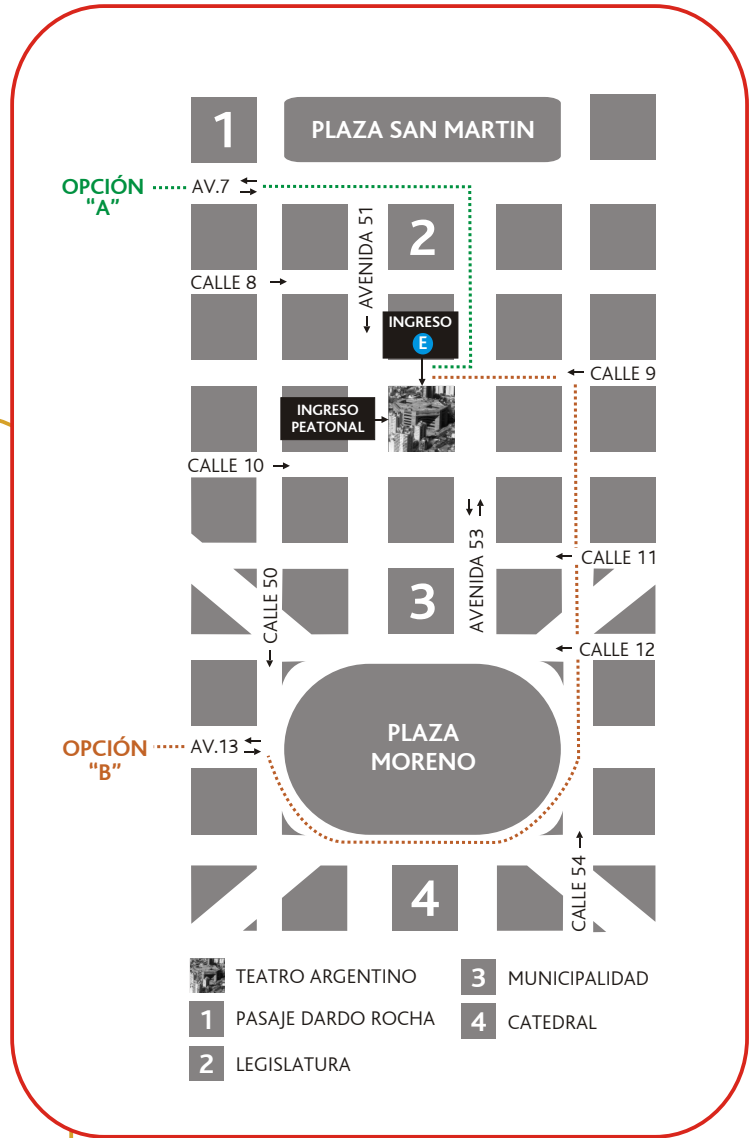 1
PLAZA SAN MARTIN
OPCIÓN
"A"
AV.7
AVENIDA 51
2
CALLE 8
INGRESO
E
CALLE 9
INGRESO
PEATONAL
CALLE 10
AVENIDA 53
CALLE 11
CALLE 50
3
CALLE 12
OPCIÓN
"B"
AV.13
PLAZA
MORENO
CALLE 54
4
TEATRO ARGENTINO
3 MUNICIPALIDAD
1 PASAJE DARDO ROCHA
4 CATEDRAL
2 LEGISLATURA